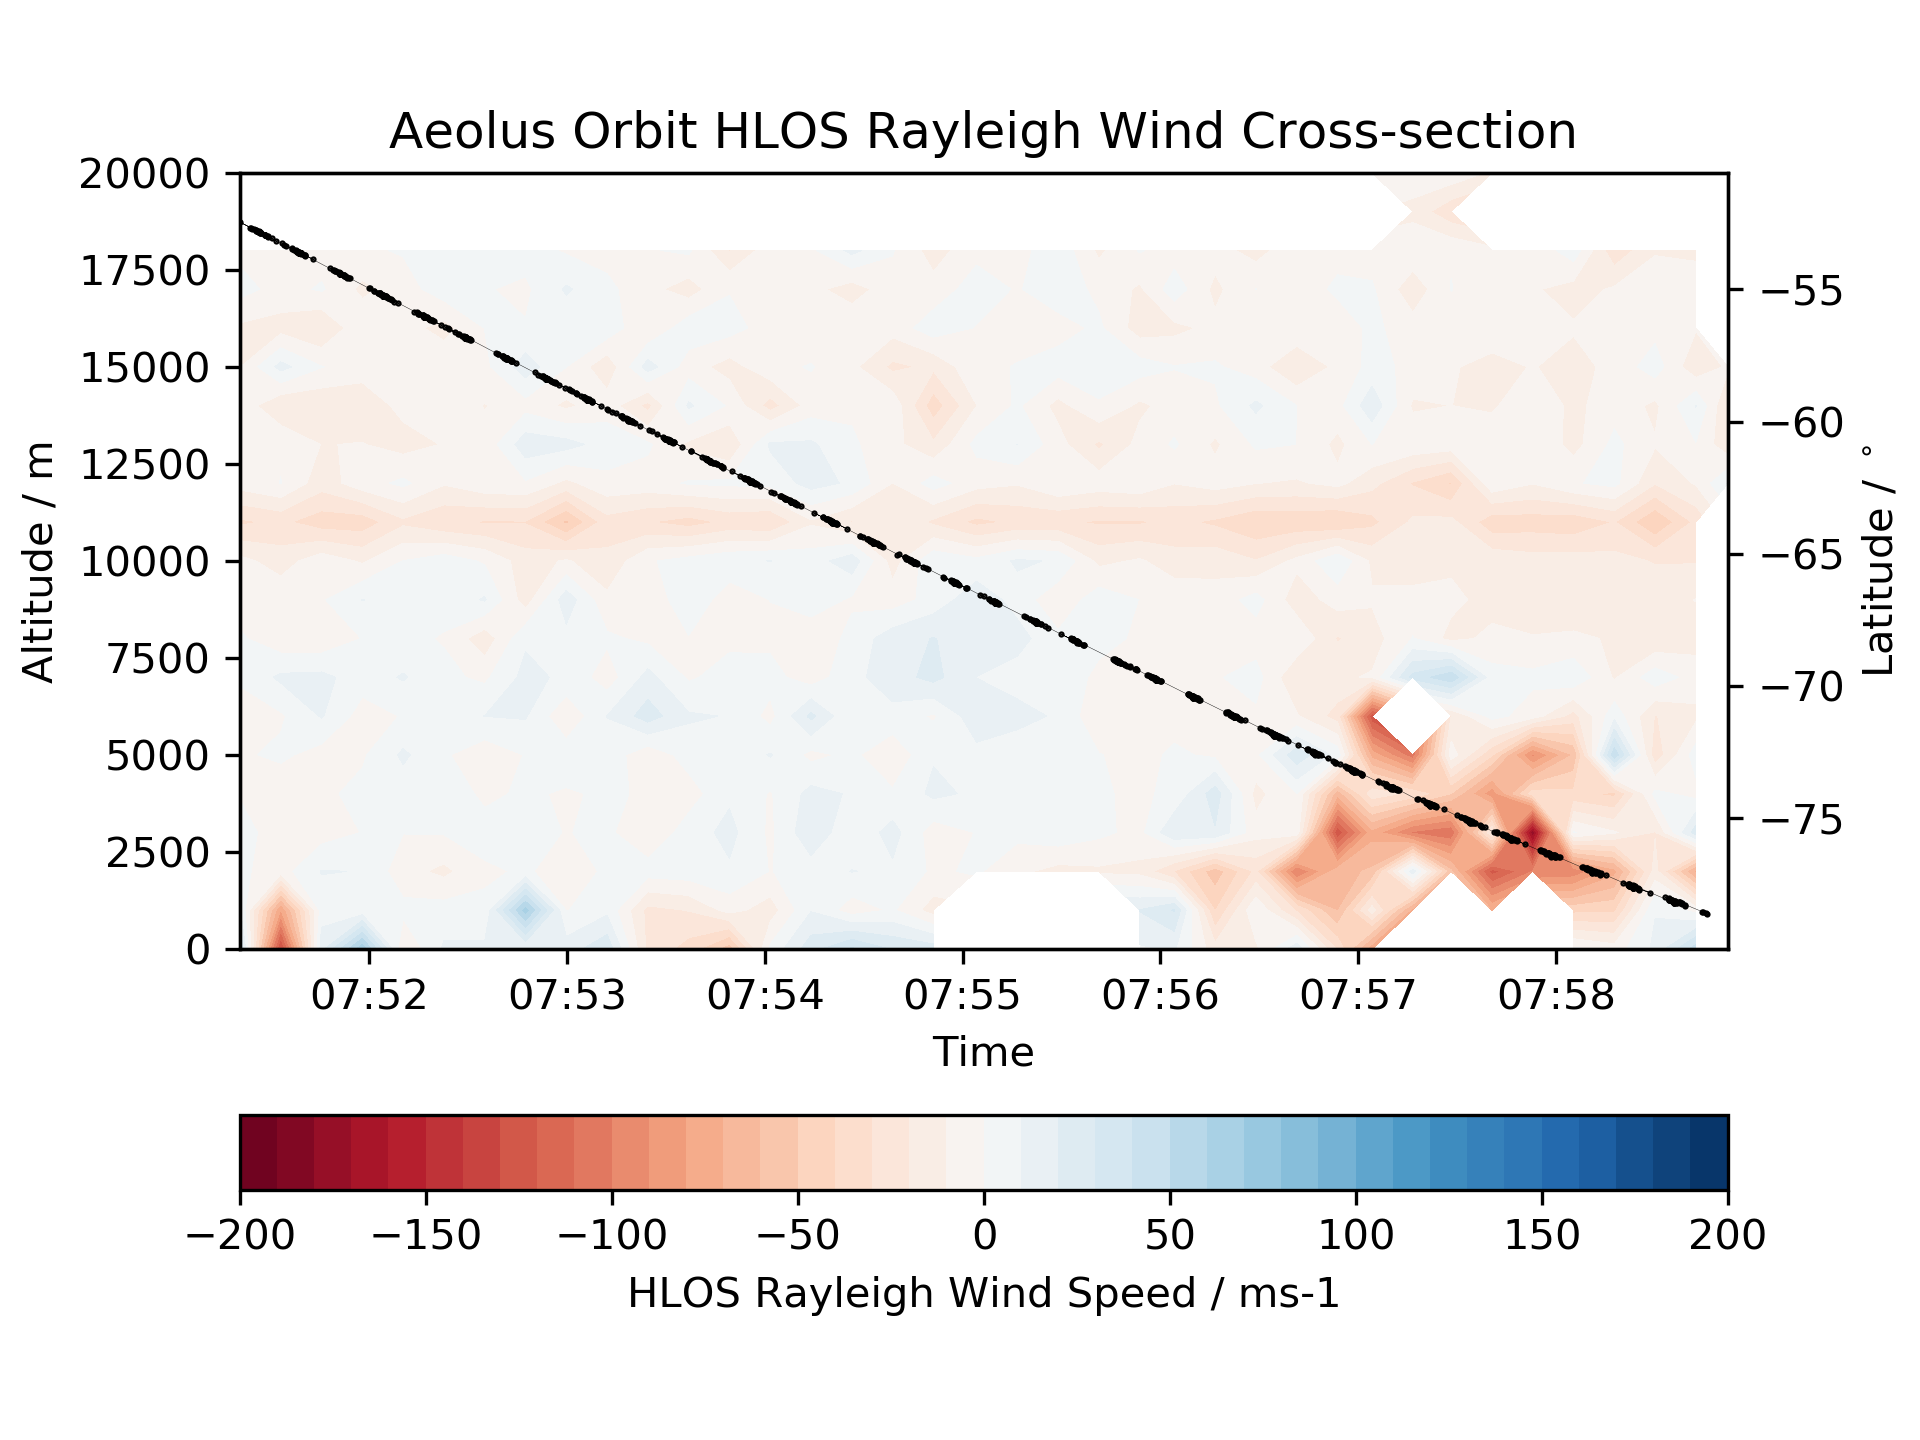 Aeolus Orbit HLOS Rayleigh Wind Cross-section
20000
17500
15000
12500
10000
7500
5000
2500
0
Altitude / m
−55
−60
−65
−70
−75
Latitude / °
07:52 07:53 07:54 07:55 07:56 07:57 07:58
Time
−200 −150 −100 −50 0 50 100 150 200
HLOS Rayleigh Wind Speed / ms-1